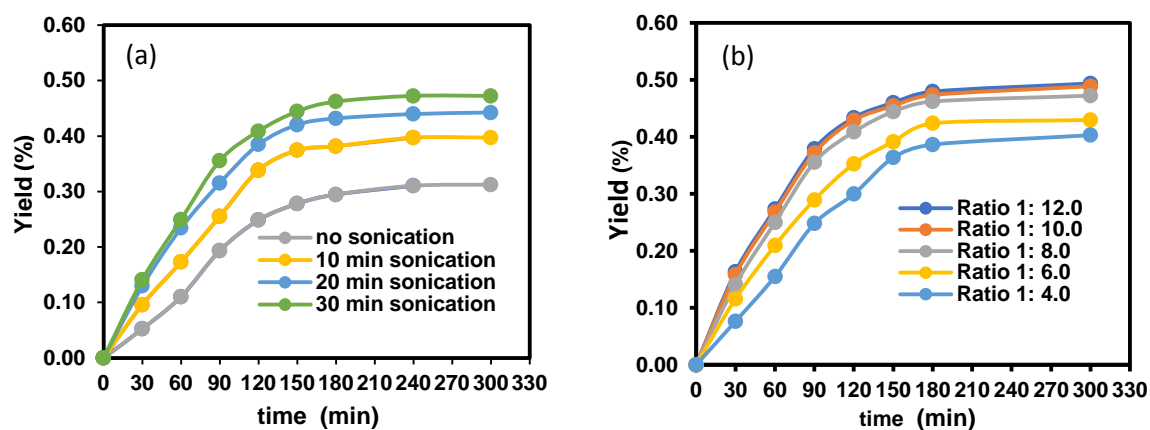 (a)
Yield (%)
0.60
0.50
0.40
0.30
0.20
0.10
0.00
no sonication
10 min sonication
20 min sonication
30 min sonication
0 30 60 90 120 150 180 210 240 270 300 330
time (min)
(b)
Yield (%)
0.60
0.50
0.40
0.30
0.20
0.10
0.00
Ratio 1: 12.0
Ratio 1: 10.0
Ratio 1: 8.0
Ratio 1: 6.0
Ratio 1: 4.0
0 30 60 90 120 150 180 210 240 270 300 330
time (min)